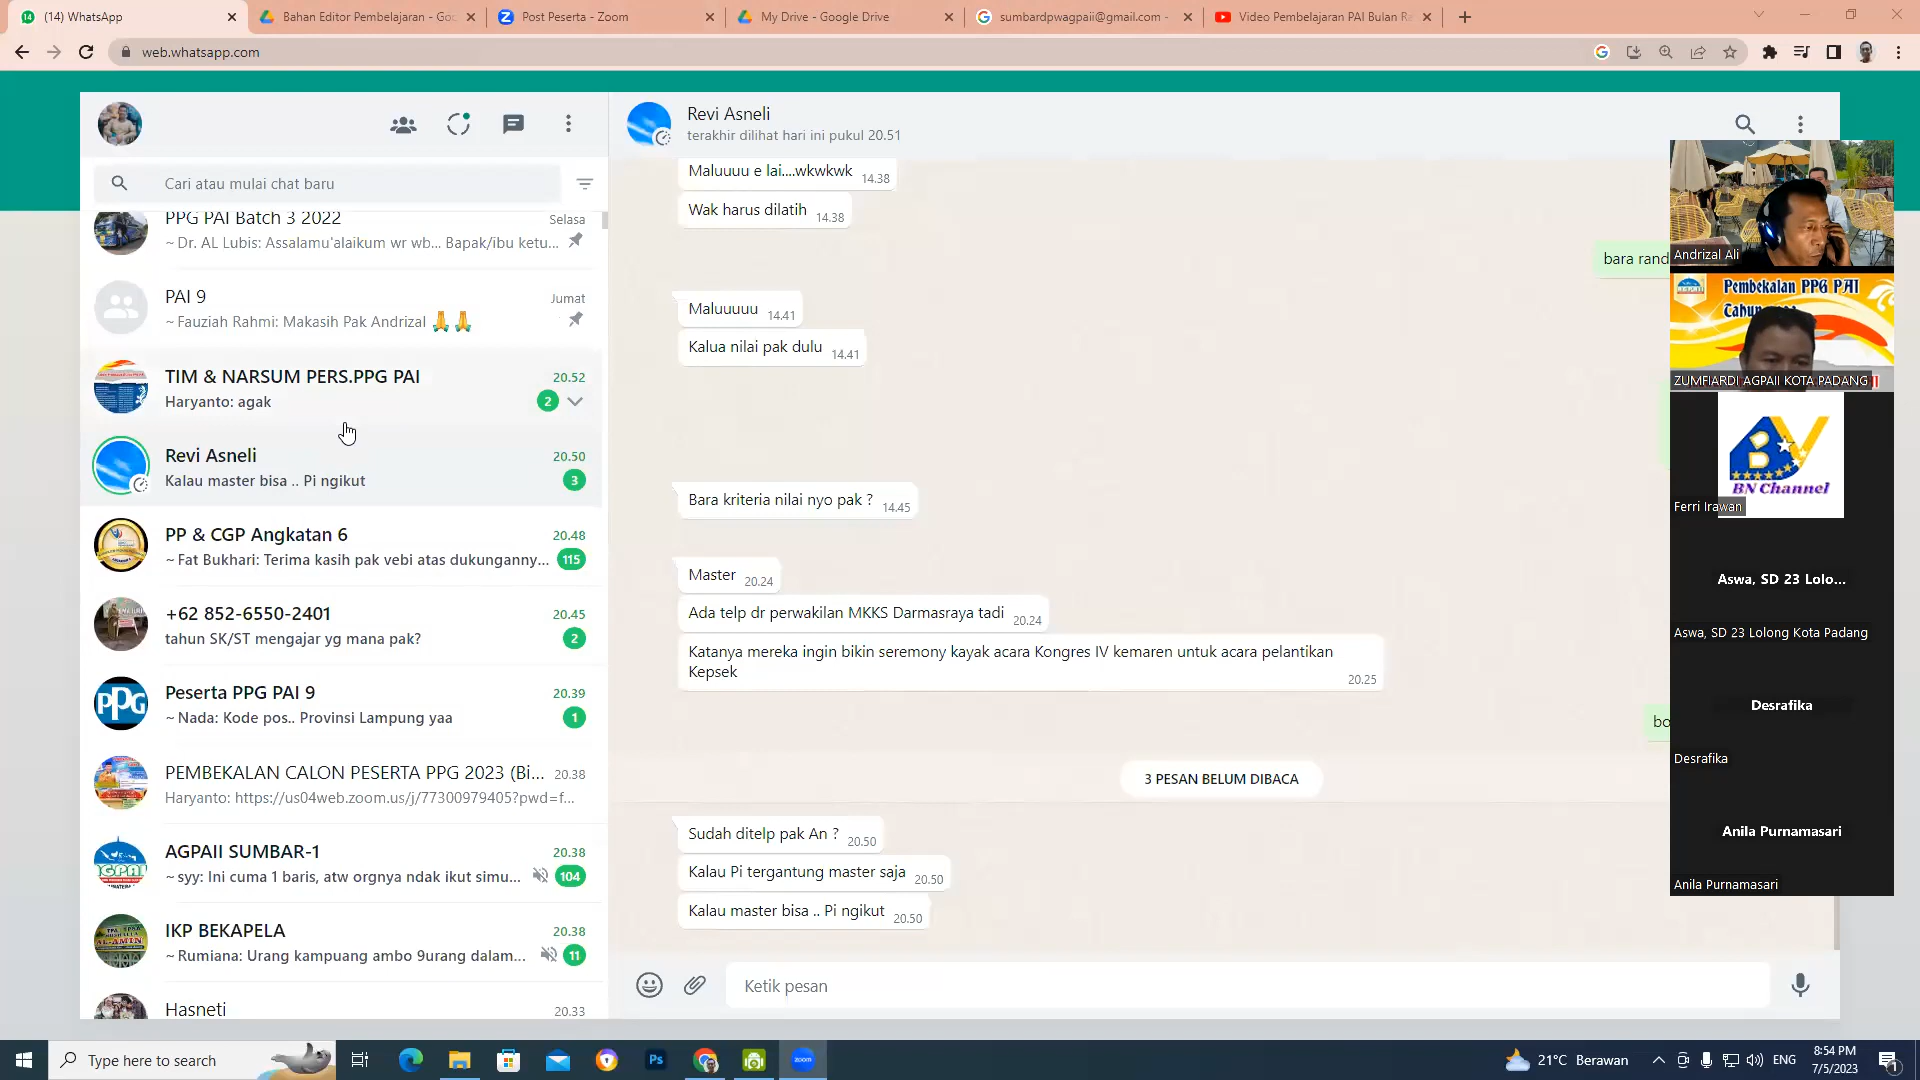 (14) WhatsApp
Bahan Editor Pembelajaran - Goo
Post Peserta - Zoom
My Drive - Google Drive
sumbardpwagpaii@gmail.com -
Video Pembelajaran PAI Bulan Ra
web.whatsapp.com
Cari atau mulai chat baru
PPG PAI Batch 3 2022
Selasa
~ Dr. AL Lubis: Assalamu'alaikum wr wb... Bapak/ibu ketu...
PAI 9
Jumat
~ Fauziah Rahmi: Makasih Pak Andrizal 🙏 🙏
TIM & NARSUM PERS.PPG PAI
20.52
Haryanto: agak
2
Revi Asneli
20.50
Kalau master bisa .. Pi ngikut
3
PP & CGP Angkatan 6
20.48
~ Fat Bukhari: Terima kasih pak vebi atas dukunganny...
115
+62 852-6550-2401
20.45
tahun SK/ST mengajar yg mana pak?
2
Peserta PPG PAI 9
20.39
~ Nada: Kode pos.. Provinsi Lampung yaa
1
PPG
PEMBEKALAN CALON PESERTA PPG 2023 (Bi...
20.38
Haryanto: https://us04web.zoom.us/j/77300979405?pwd=f...
AGPAII SUMBAR-1
20.38
~ syy: Ini cuma 1 baris, atw orgnya ndak ikut simu...
104
IKP BEKAPELA
20.38
~ Rumiana: Urang kampuang ambo 9urang dalam...
11
Hasneti
20.33
Revi Asneli
terakhir dilihat hari ini pukul 20.51
Maluuuu e lai....wkwkwk 14.38
Wak harus dilatih 14.38
bara rand
Maluuuuu 14.41
Kalua nilai pak dulu 14.41
Bara kriteria nilai nyo pak ? 14.45
Master 20.24
Ada telp dr perwakilan MKKS Darmasraya tadi 20.24
Katanya mereka ingin bikin seremony kayak acara Kongres IV kemaren untuk acara pelantikan
Kepsek
20.25
bo
3 PESAN BELUM DIBACA
Sudah ditelp pak An ? 20.50
Kalau Pi tergantung master saja 20.50
Kalau master bisa .. Pi ngikut 20.50
Ketik pesan
Andrizal Ali
Pembekalan PPG PAI
Tahun
ZUMFIARDI AGPAII KOTA PADANG
BN Channel
Ferri Irawan
Aswa, SD 23 Lolo...
Aswa, SD 23 Lolong Kota Padang
Desrafika
Desrafika
Anila Purnamasari
Anila Purnamasari
Type here to search
Ps
zoom
21°C Berawan
ENG
8:54 PM
7/5/2023
1